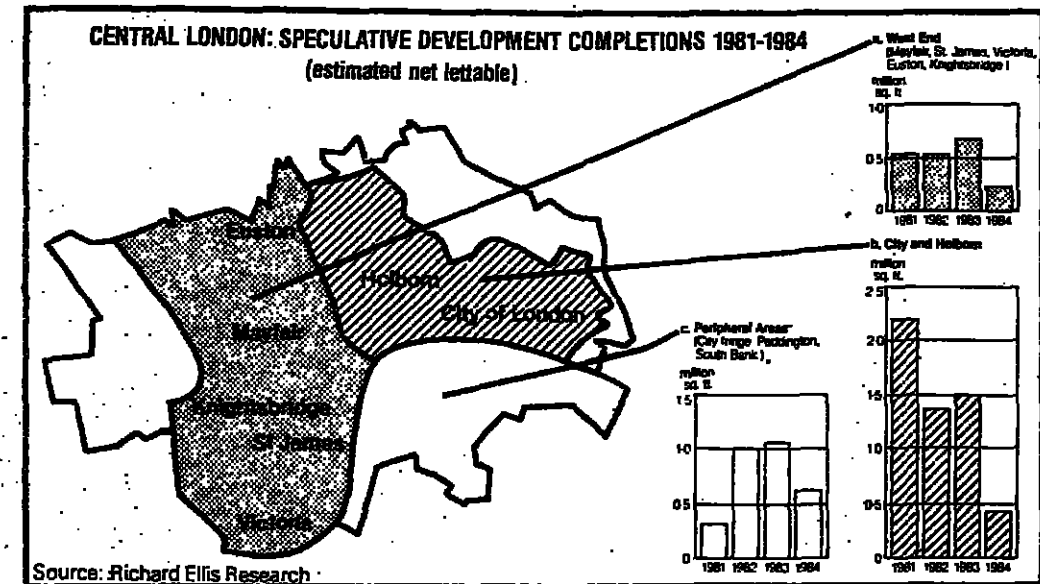 CENTRAL LONDON: SPECULATIVE DEVELOPMENT COMPLETIONS 1981-1984
(estimated net lettable)
a. West End
(Mayfair, St. James, Victoria,
Euston, Knightsbridge)
million
sq. ft
1·0
0·5
0
1981 1982 1983 1984
Euston
Holborn
City of London
Mayfair
Knightsbridge
St James
Victoria
b. City and Holborn
million
sq. ft.
2·5
2·0
1·5
1·0
0·5
0
1981 1982 1983 1984
c. Peripheral Areas
(City fringe, Paddington,
South Bank)
million
sq. ft.
1·5
1·0
0·5
0
1981 1982 1983 1984
Source: Richard Ellis Research